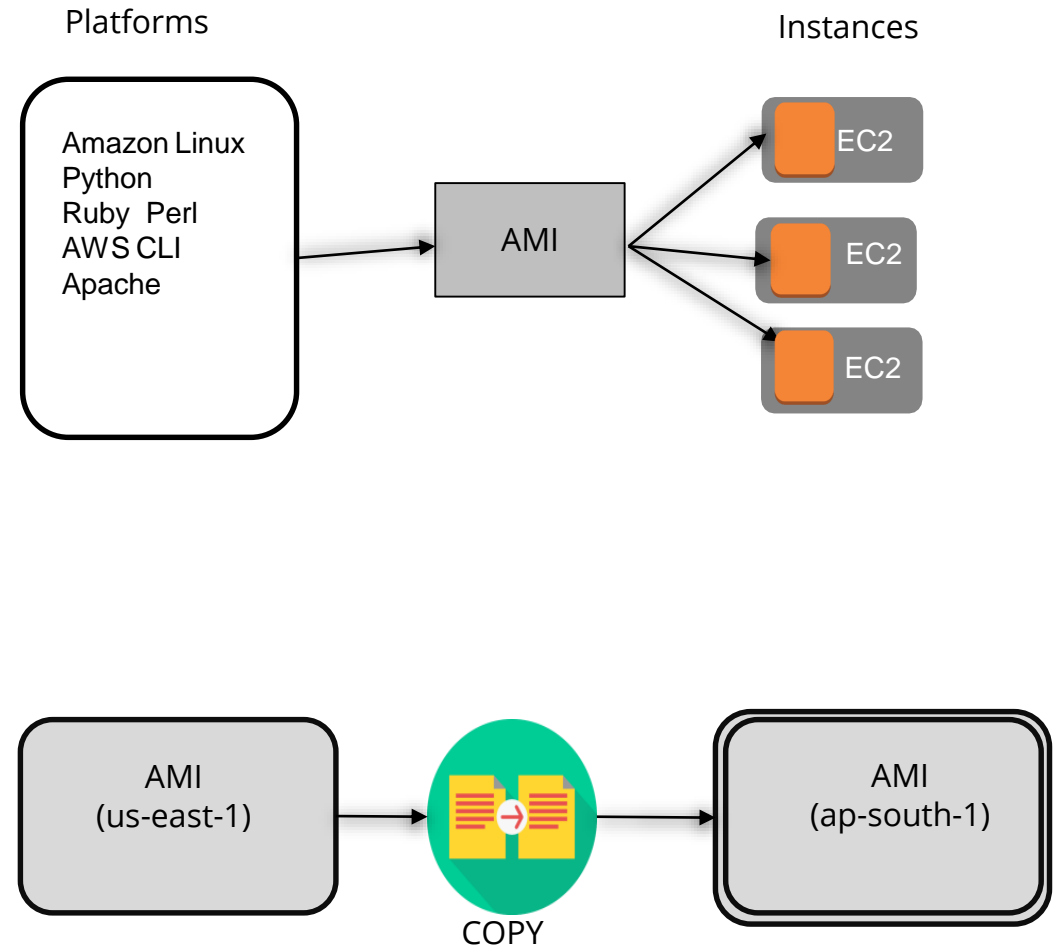 Platforms
Instances
Amazon Linux
Python
Ruby Perl
AWS CLI
Apache
AMI
EC2
EC2
EC2
AMI
(us-east-1)
COPY
AMI
(ap-south-1)